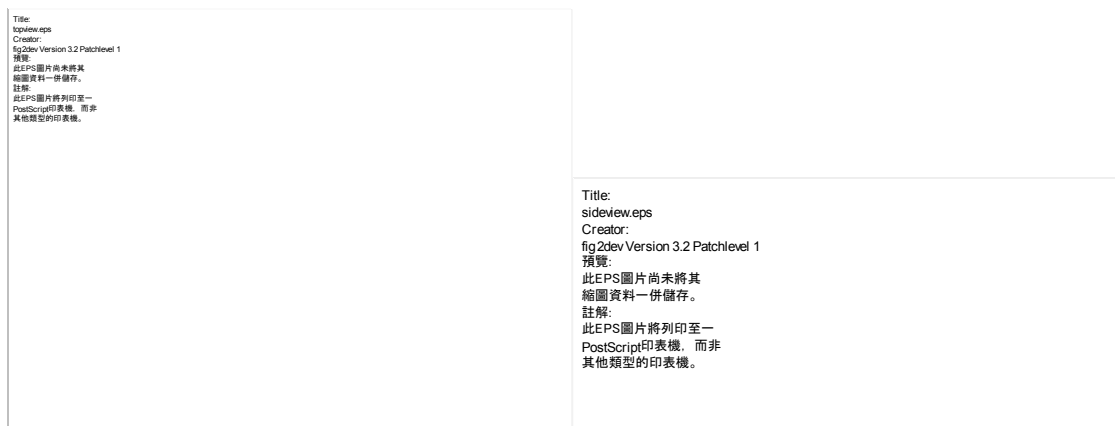 Title:
topview.eps
Creator:
fig2dev Version 3.2 Patchlevel 1
預覽:
此EPS圖片尚未將其
縮圖資料一併儲存。
註解:
此EPS圖片將列印至一
PostScript印表機，而非
其他類型的印表機。
Title:
sideview.eps
Creator:
fig2dev Version 3.2 Patchlevel 1
預覽:
此EPS圖片尚未將其
縮圖資料一併儲存。
註解:
此EPS圖片將列印至一
PostScript印表機，而非
其他類型的印表機。